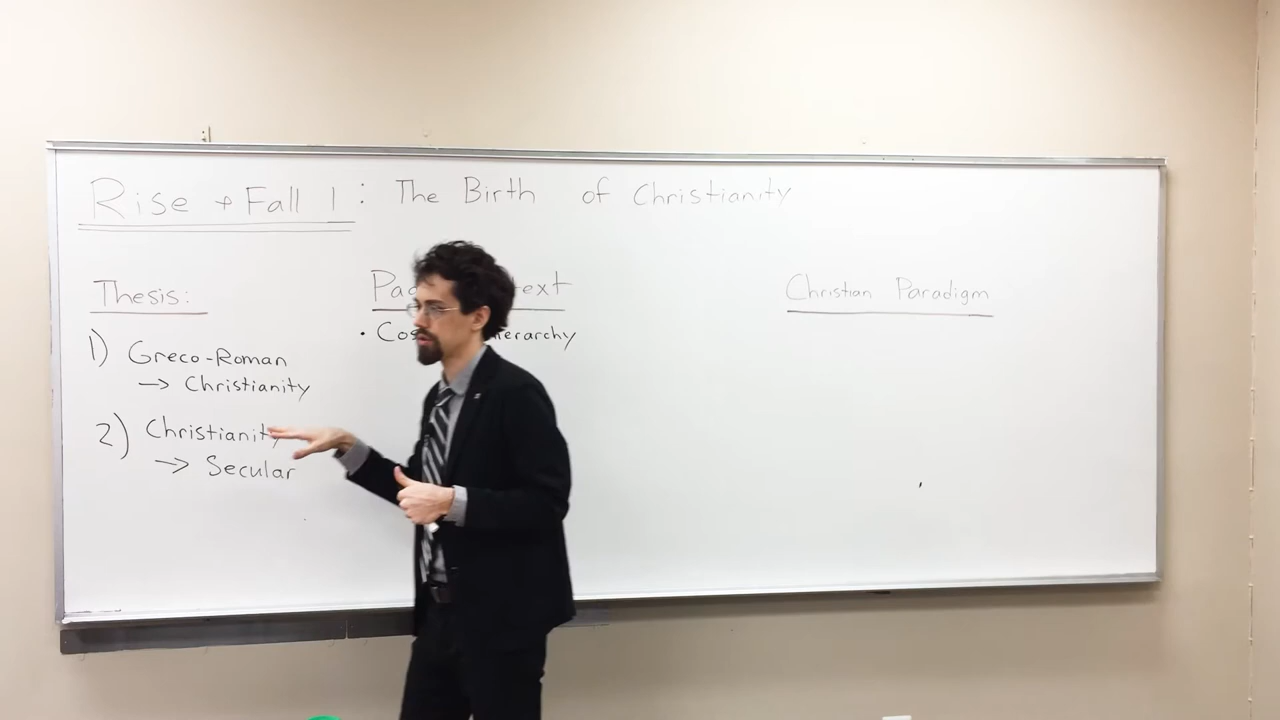 Rise + Fall 1: The Birth of Christianity
Thesis:
1) Greco-Roman
→ Christianity
2) Christianity
→ Secular
Christian Paradigm